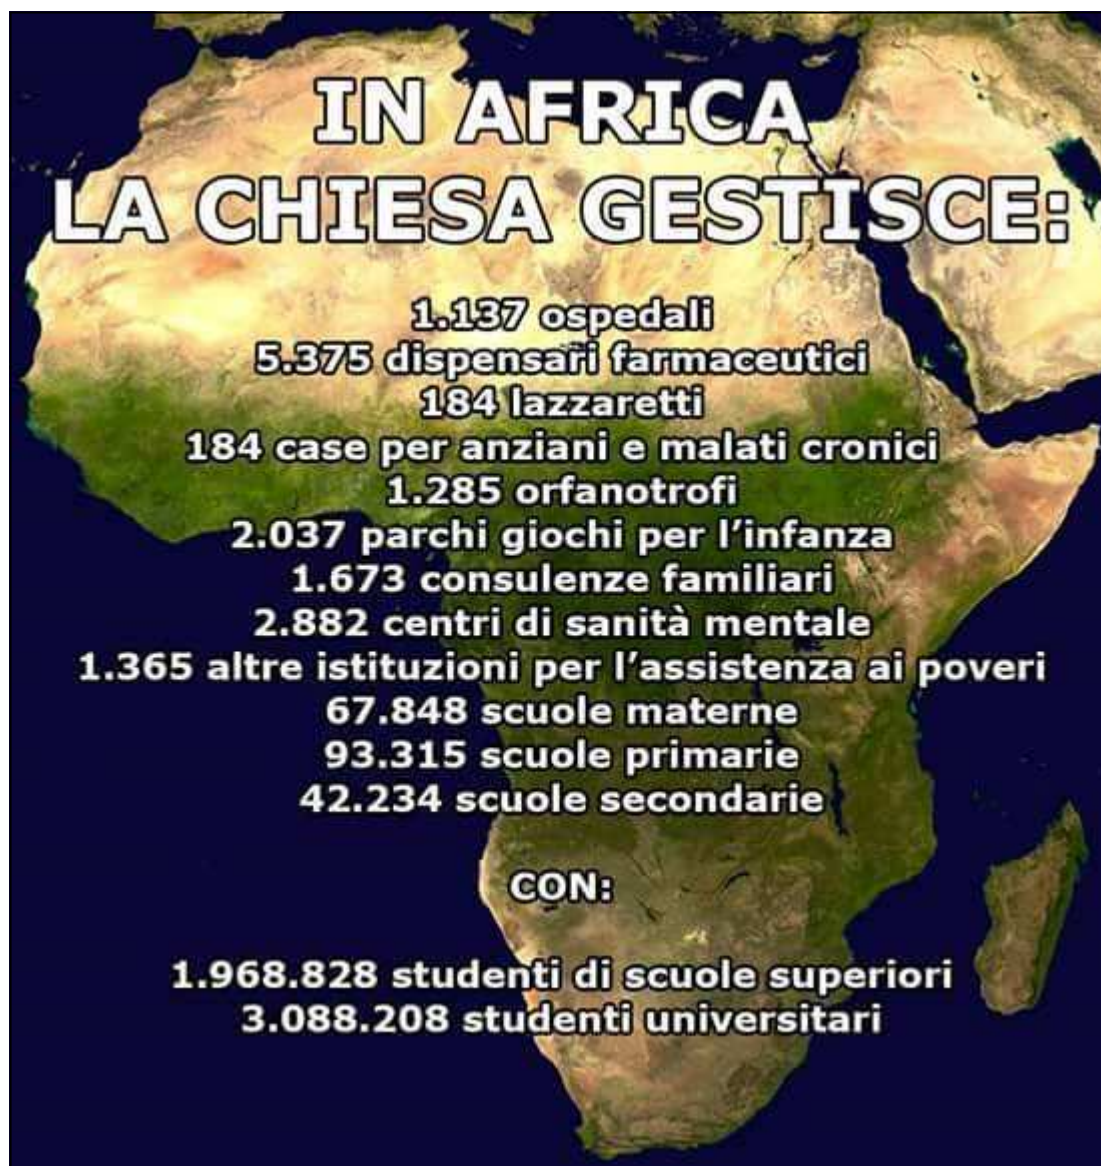 IN AFRICA
LA CHIESA GESTISCE:
1.137 ospedali
5.375 dispensari farmaceutici
184 lazzaretti
184 case per anziani e malati cronici
1.285 orfanotrofi
2.037 parchi giochi per l’infanza
1.673 consulenze familiari
2.882 centri di sanità mentale
1.365 altre istituzioni per l’assistenza ai poveri
67.848 scuole materne
93.315 scuole primarie
42.234 scuole secondarie
CON:
1.968.828 studenti di scuole superiori
3.088.208 studenti universitari